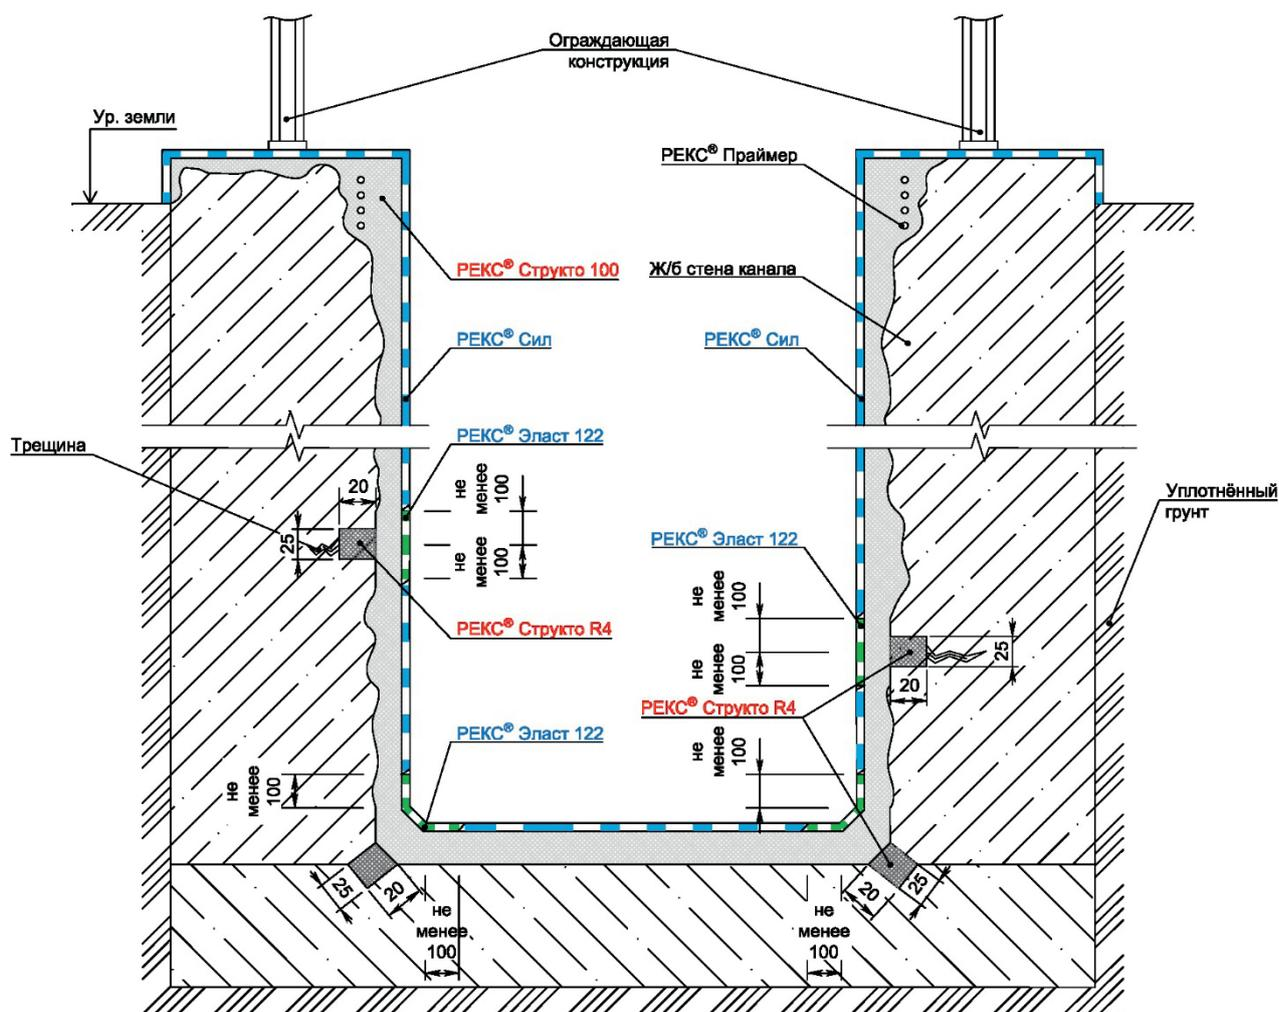 Ограждающая
конструкция
Ур. земли
РЕКС® Праймер
РЕКС® Структо 100
Ж/б стена канала
РЕКС® Сил
РЕКС® Сил
РЕКС® Эласт 122
Трещина
20
не
менее
100
25
не
менее
100
Уплотнённый
грунт
РЕКС® Эласт 122
не
менее
100
РЕКС® Структо R4
25
не
менее
100
20
РЕКС® Структо R4
РЕКС® Эласт 122
не
менее
100
не
менее
100
25
20
20
25
не
менее
100
не
менее
100